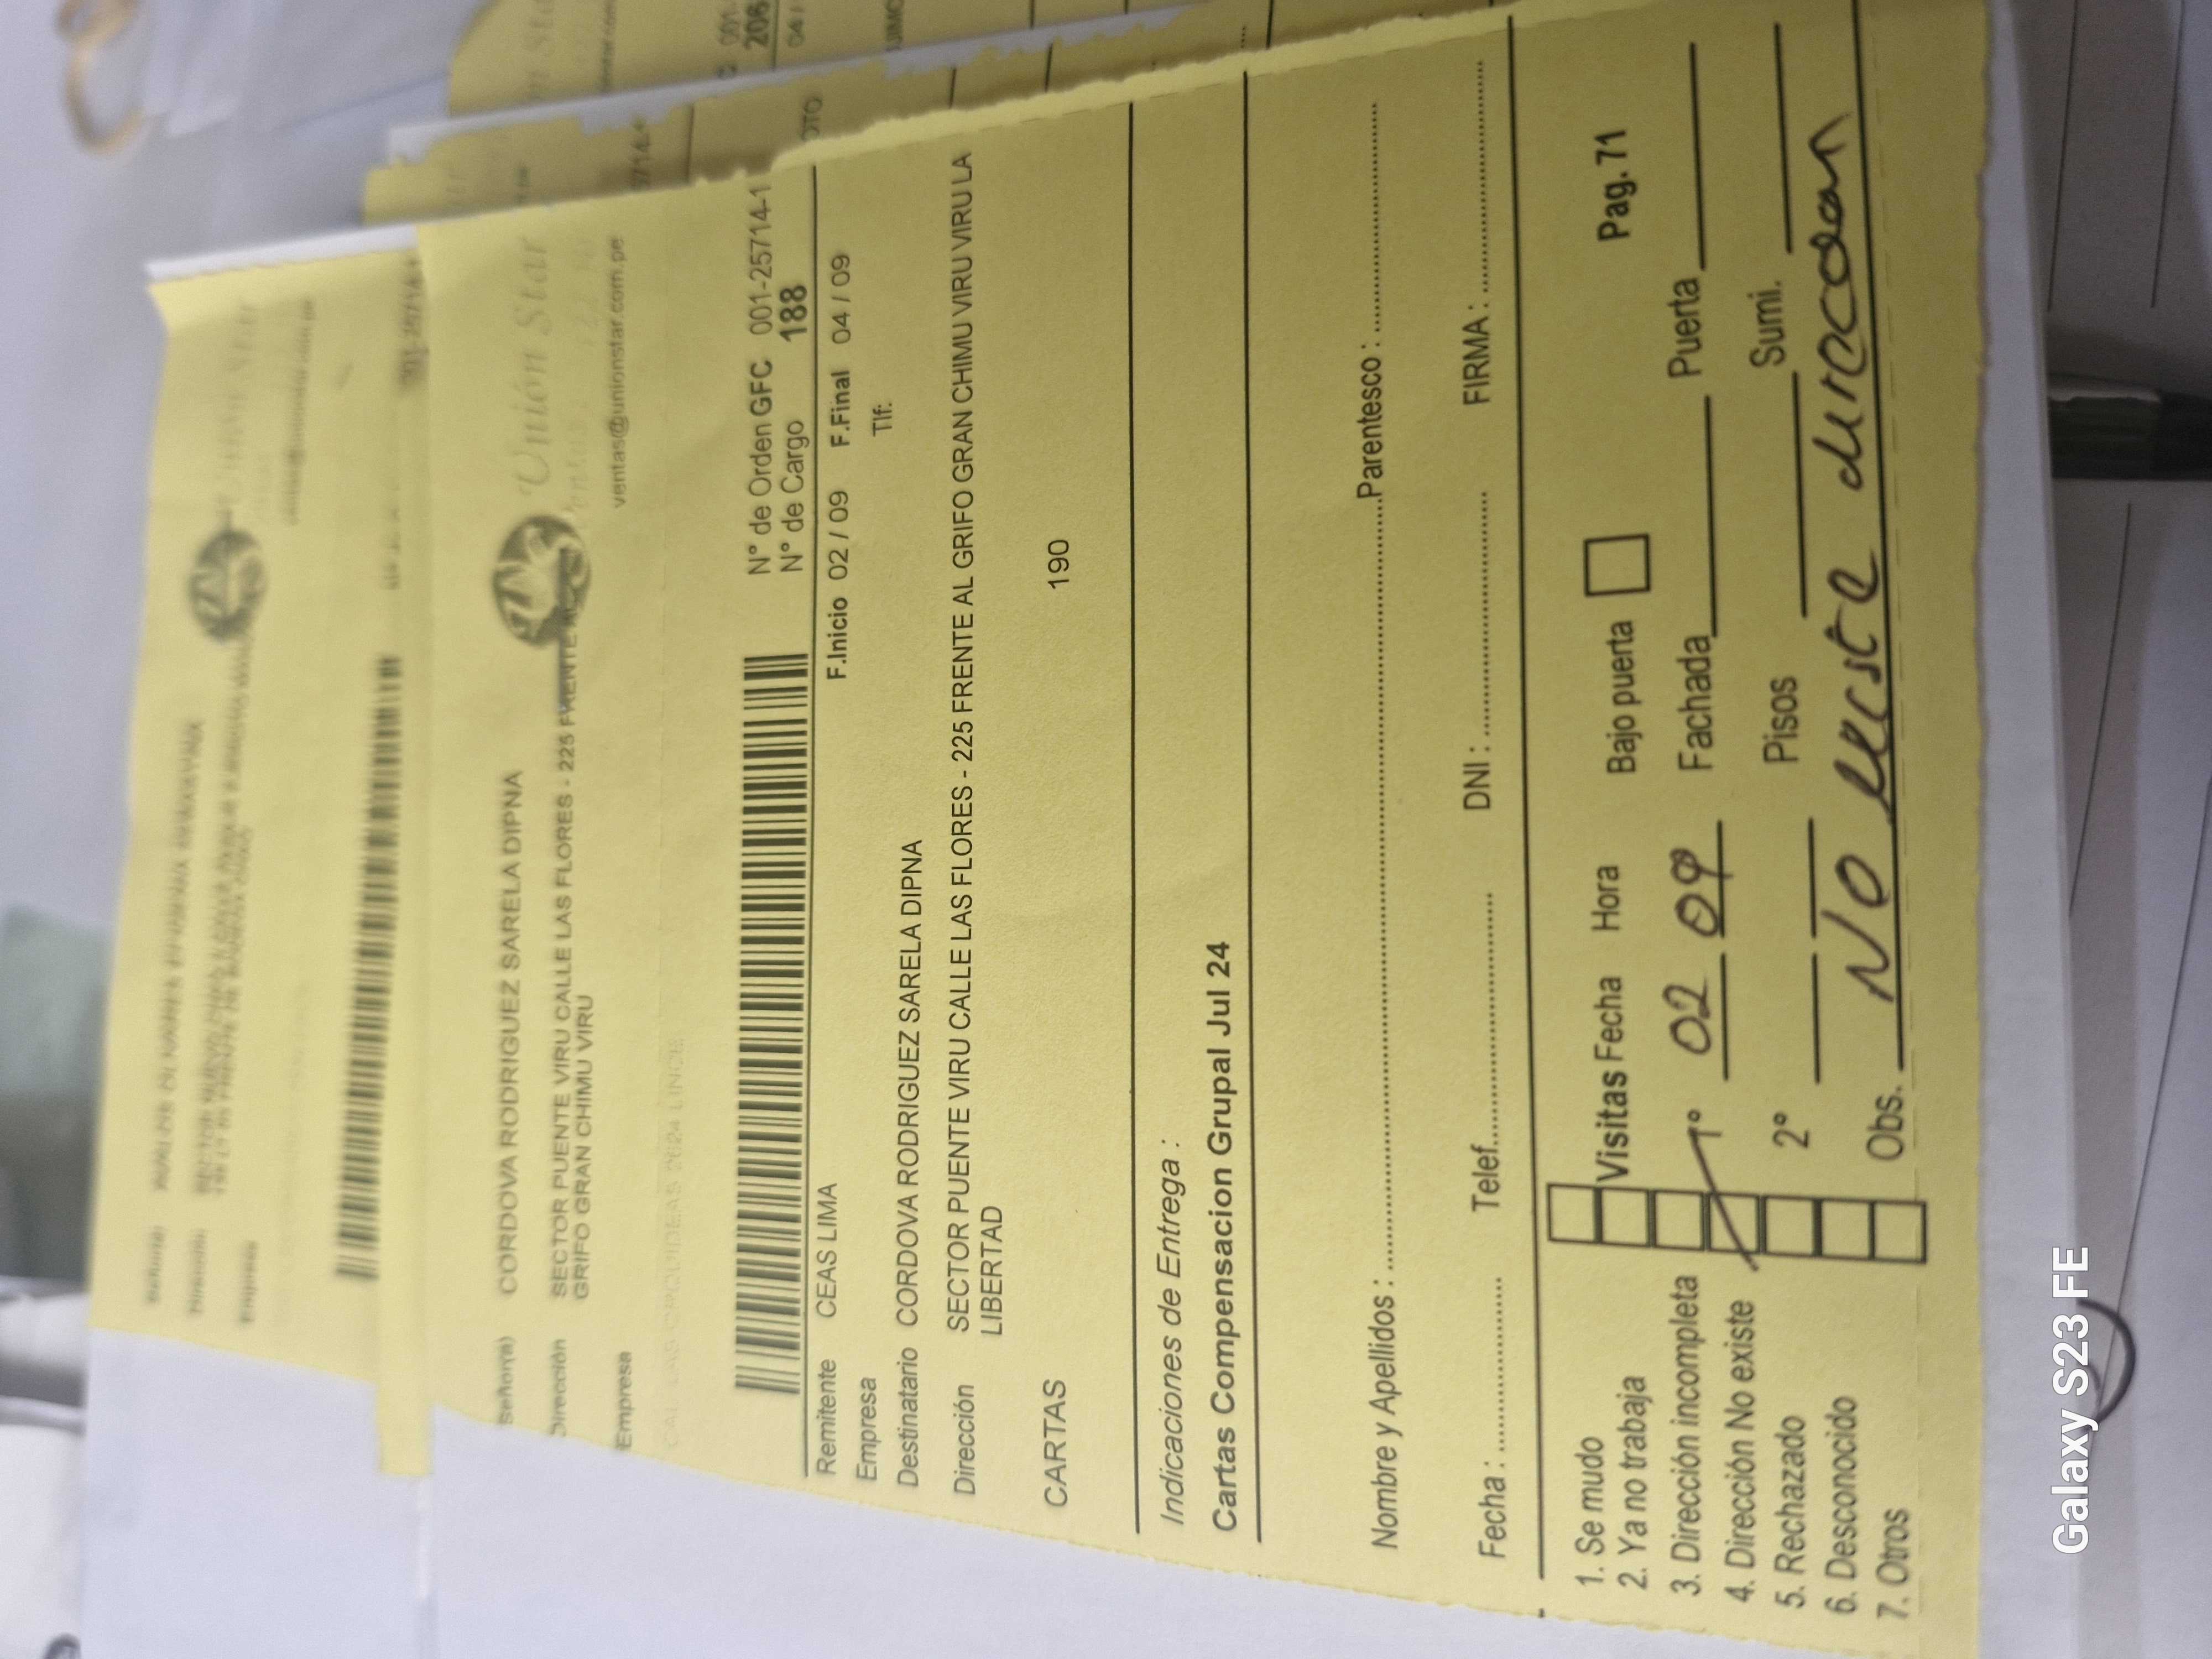 Señor(a) CORDOVA RODRIGUEZ SARELA DIPNA
Dirección SECTOR PUENTE VIRU CALLE LAS FLORES - 225 FRENTE AL
GRIFO GRAN CHIMU VIRU
Empresa
Unión Star
ventas@unionstar.com.pe
N° de Orden GFC 001-25714-1
N° de Cargo 188
Remitente CEAS LIMA F.Inicio 02 / 09 F.Final 04 / 09
Empresa Tlf:
Destinatario CORDOVA RODRIGUEZ SARELA DIPNA
Dirección SECTOR PUENTE VIRU CALLE LAS FLORES - 225 FRENTE AL GRIFO GRAN CHIMU VIRU VIRU LA
LIBERTAD
CARTAS 190
Indicaciones de Entrega :
Cartas Compensacion Grupal Jul 24
Nombre y Apellidos : Parentesco :
Fecha : Telef. DNI : FIRMA :
1. Se mudo
2. Ya no trabaja
3. Dirección incompleta
4. Dirección No existe
5. Rechazado
6. Desconocido
7. Otros
Visitas Fecha Hora Bajo puerta Pag. 71
1° 02 09 Fachada Puerta
2° Pisos Sumi.
Obs. No existe direccion
Galaxy S23 FE